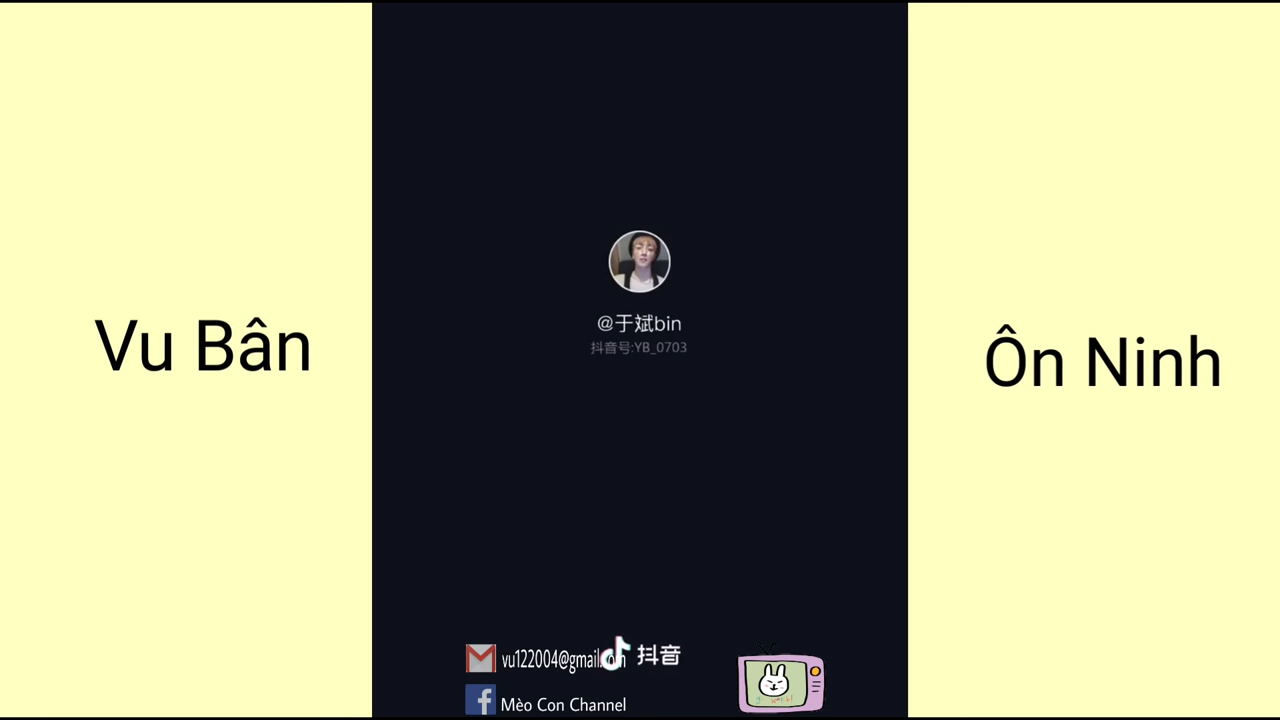 Vu Bân
@于斌bin
抖音号:YB_0703
Ôn Ninh
vu122004@gmail.com
抖音
Mèo Con Channel